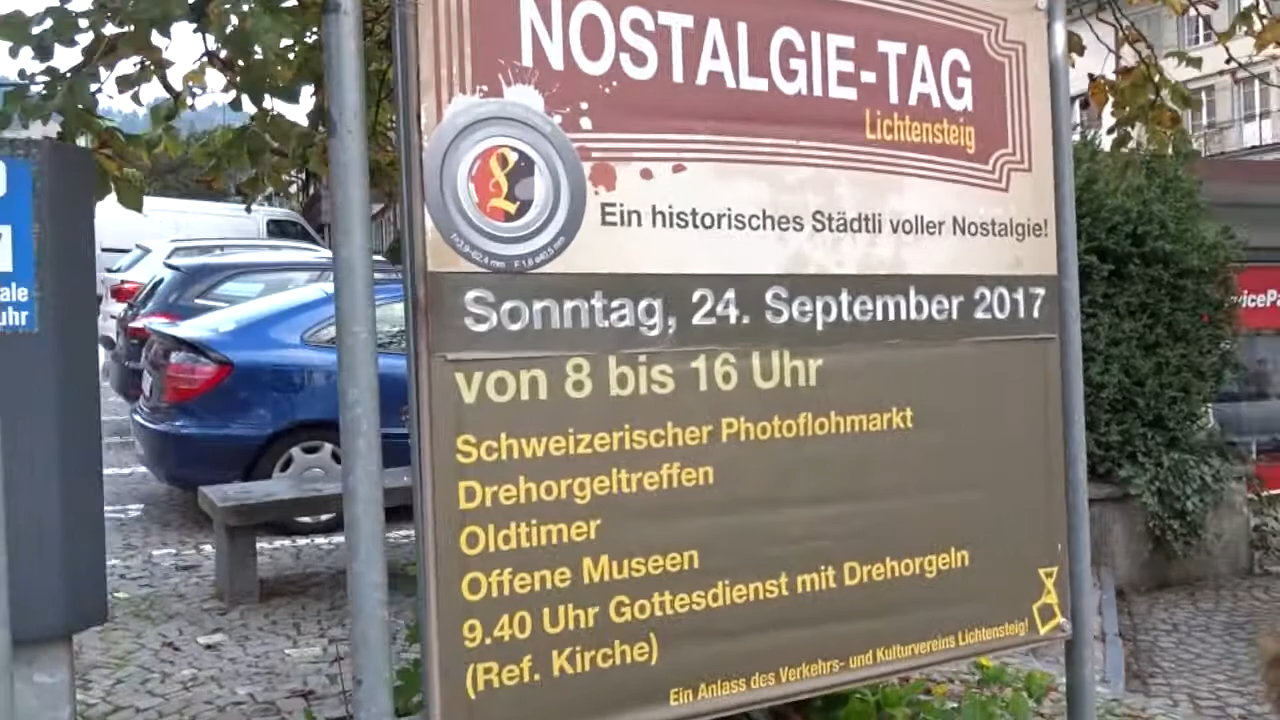 NOSTALGIE-TAG
Lichtensteig
L
Ein historisches Städtli voller Nostalgie!
Sonntag, 24. September 2017
von 8 bis 16 Uhr
Schweizerischer Photoflohmarkt
Drehorgeltreffen
Oldtimer
Offene Museen
9.40 Uhr Gottesdienst mit Drehorgeln
(Ref. Kirche)
Ein Anlass des Verkehrs- und Kulturvereins Lichtensteig!
ale
uhr